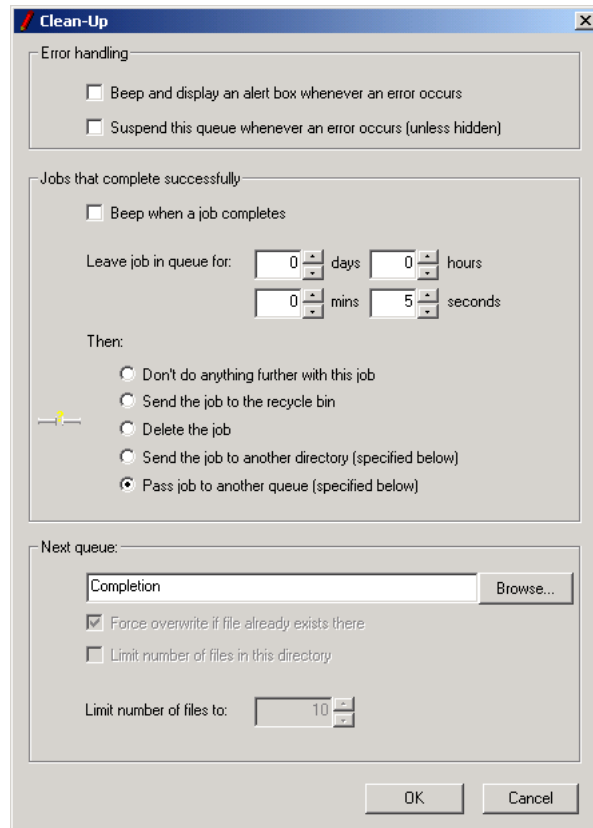 Clean-Up
Error handling
Beep and display an alert box whenever an error occurs
Suspend this queue whenever an error occurs (unless hidden)
Jobs that complete successfully
Beep when a job completes
Leave job in queue for: 0 days 0 hours
0 mins 5 seconds
Then:
Don't do anything further with this job
Send the job to the recycle bin
Delete the job
Send the job to another directory (specified below)
Pass job to another queue (specified below)
Next queue:
Completion Browse...
Force overwrite if file already exists there
Limit number of files in this directory
Limit number of files to: 10
OK Cancel